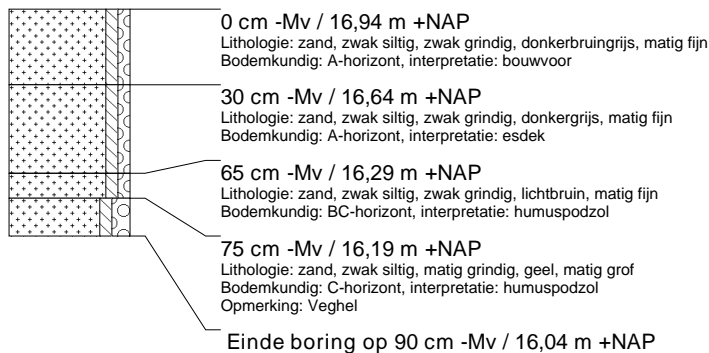 0 cm -Mv / 16,94 m +NAP
Lithologie: zand, zwak siltig, zwak grindig, donkerbruingrijs, matig fijn
Bodemkundig: A-horizont, interpretatie: bouwvoor
30 cm -Mv / 16,64 m +NAP
Lithologie: zand, zwak siltig, zwak grindig, donkergrijs, matig fijn
Bodemkundig: A-horizont, interpretatie: esdek
65 cm -Mv / 16,29 m +NAP
Lithologie: zand, zwak siltig, zwak grindig, lichtbruin, matig fijn
Bodemkundig: BC-horizont, interpretatie: humuspodzol
75 cm -Mv / 16,19 m +NAP
Lithologie: zand, zwak siltig, matig grindig, geel, matig grof
Bodemkundig: C-horizont, interpretatie: humuspodzol
Opmerking: Veghel
Einde boring op 90 cm -Mv / 16,04 m +NAP